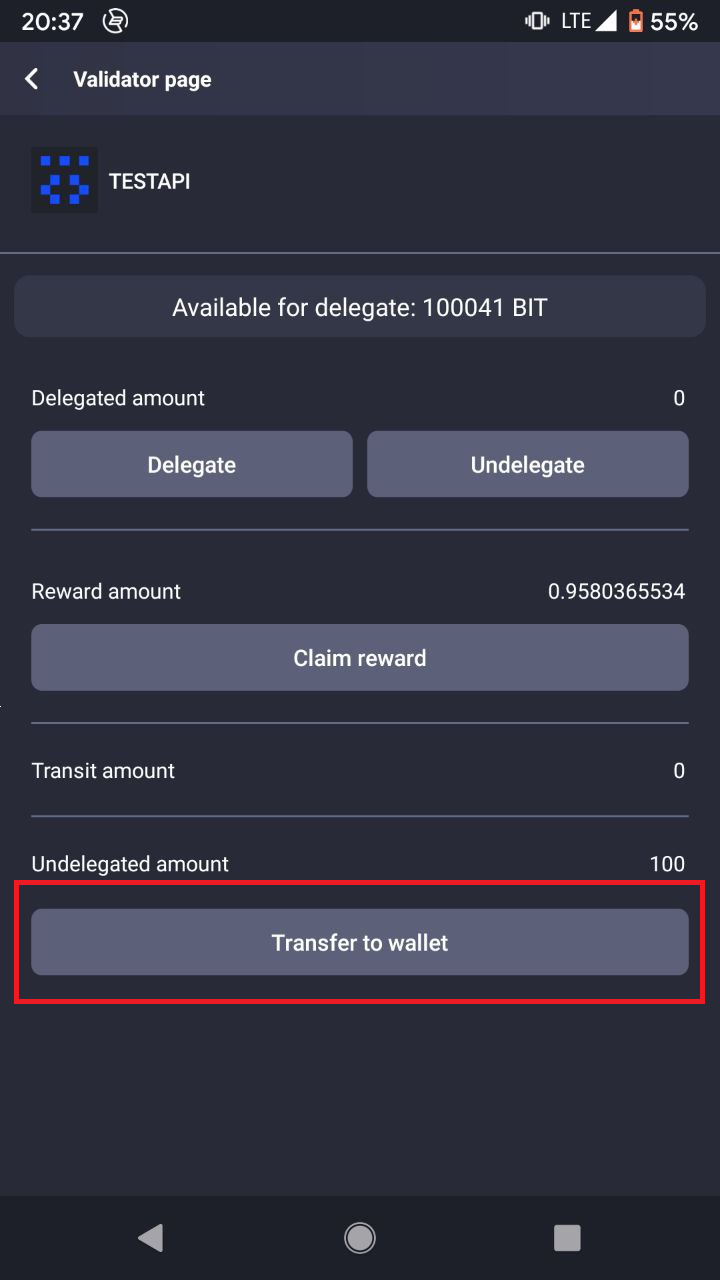 20:37 LTE 55%
Validator page
TESTAPI
Available for delegate: 100041 BIT
Delegated amount 0
Delegate Undelegate
Reward amount 0.9580365534
Claim reward
Transit amount 0
Undelegated amount 100
Transfer to wallet